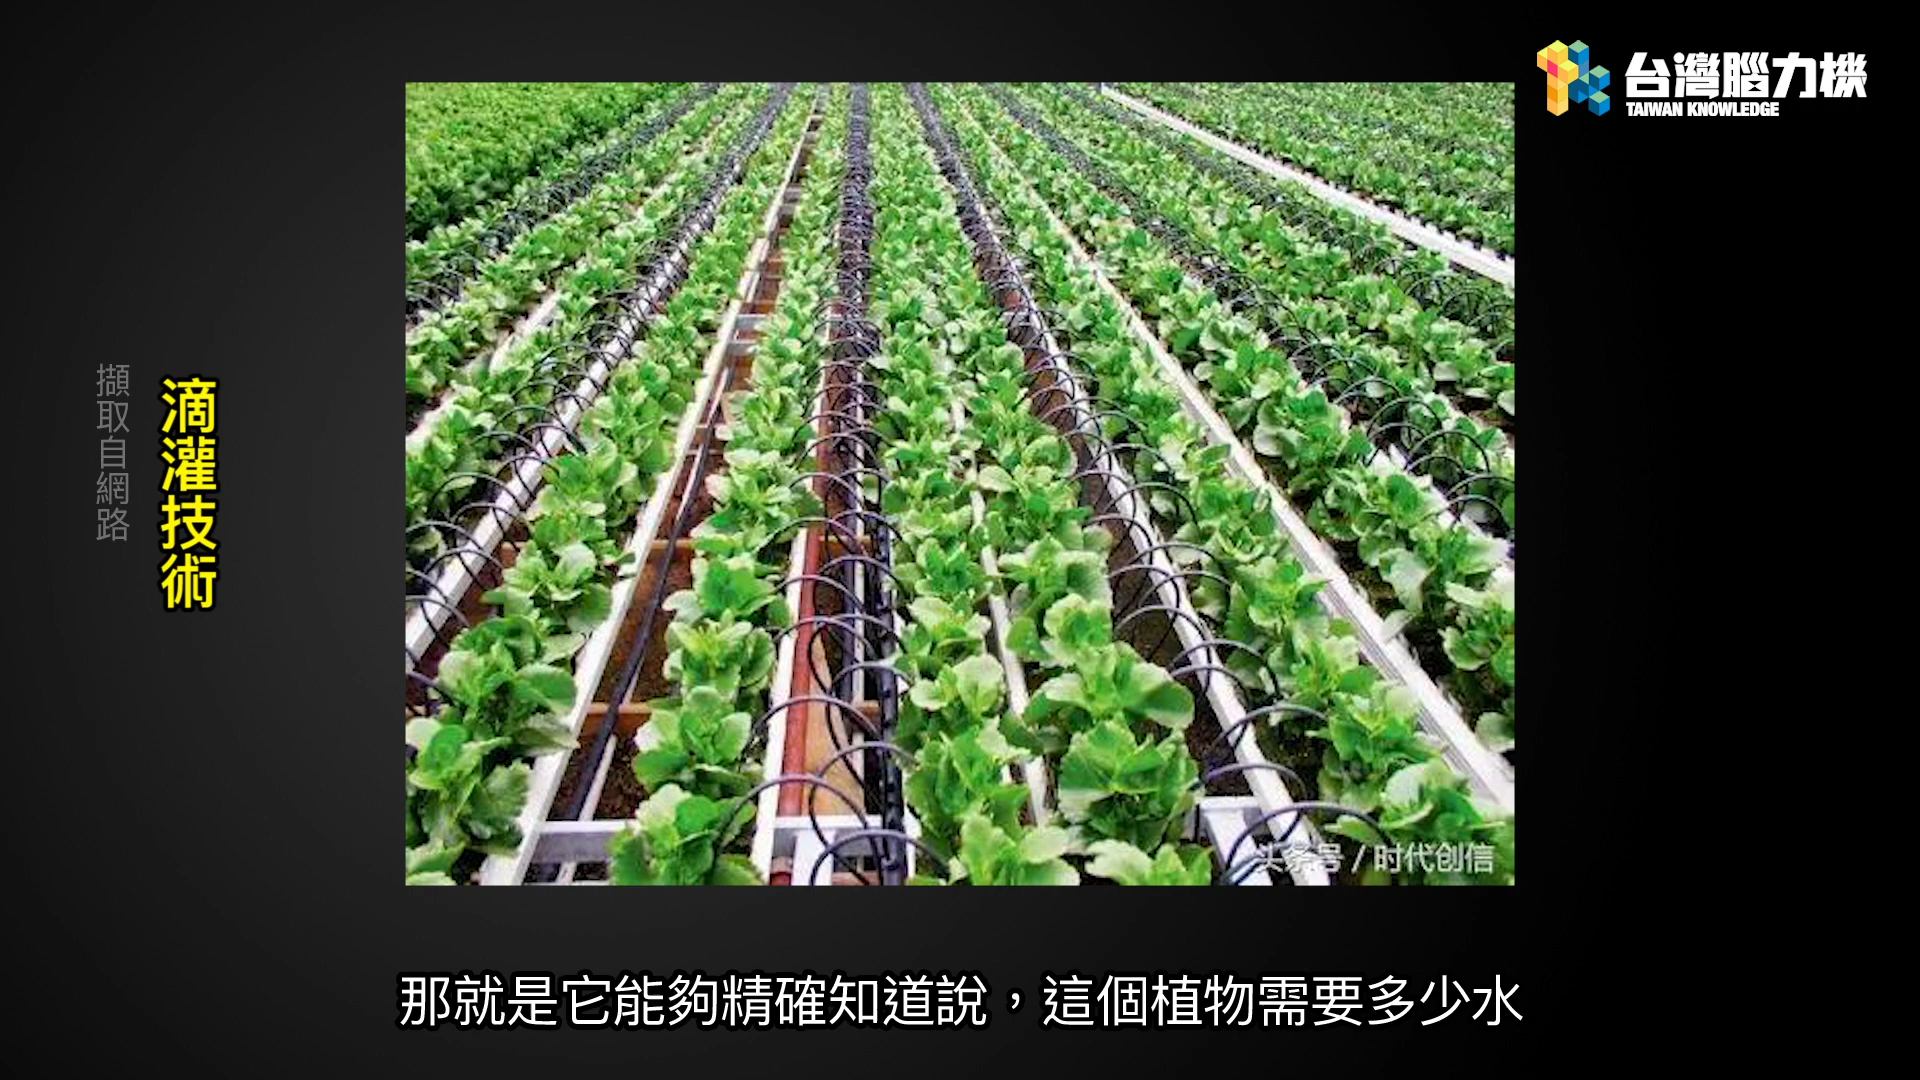 台灣腦力機
TAIWAN KNOWLEDGE
滴灌技術
擷取自網路
头条号 / 时代创信
那就是它能夠精確知道說，這個植物需要多少水